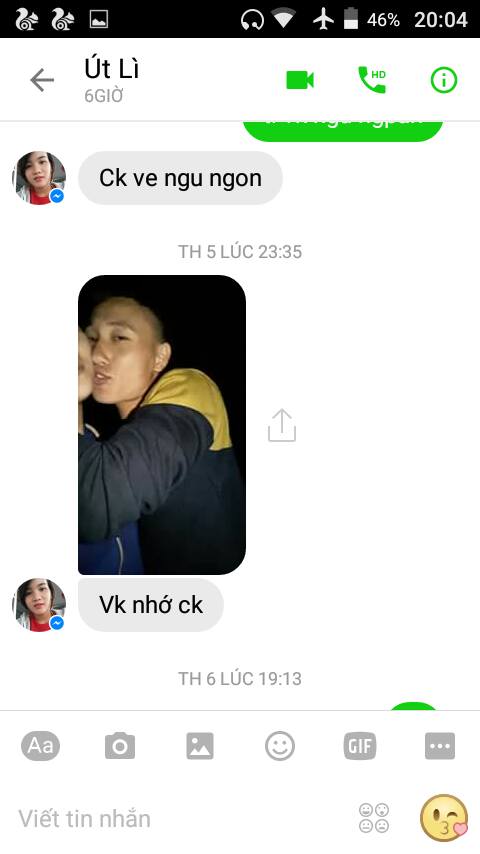 46% 20:04
Út Lì
6GIỜ
HD
Ck ve ngu ngon
TH 5 LÚC 23:35
Vk nhớ ck
TH 6 LÚC 19:13
Aa
GIF
Viết tin nhắn